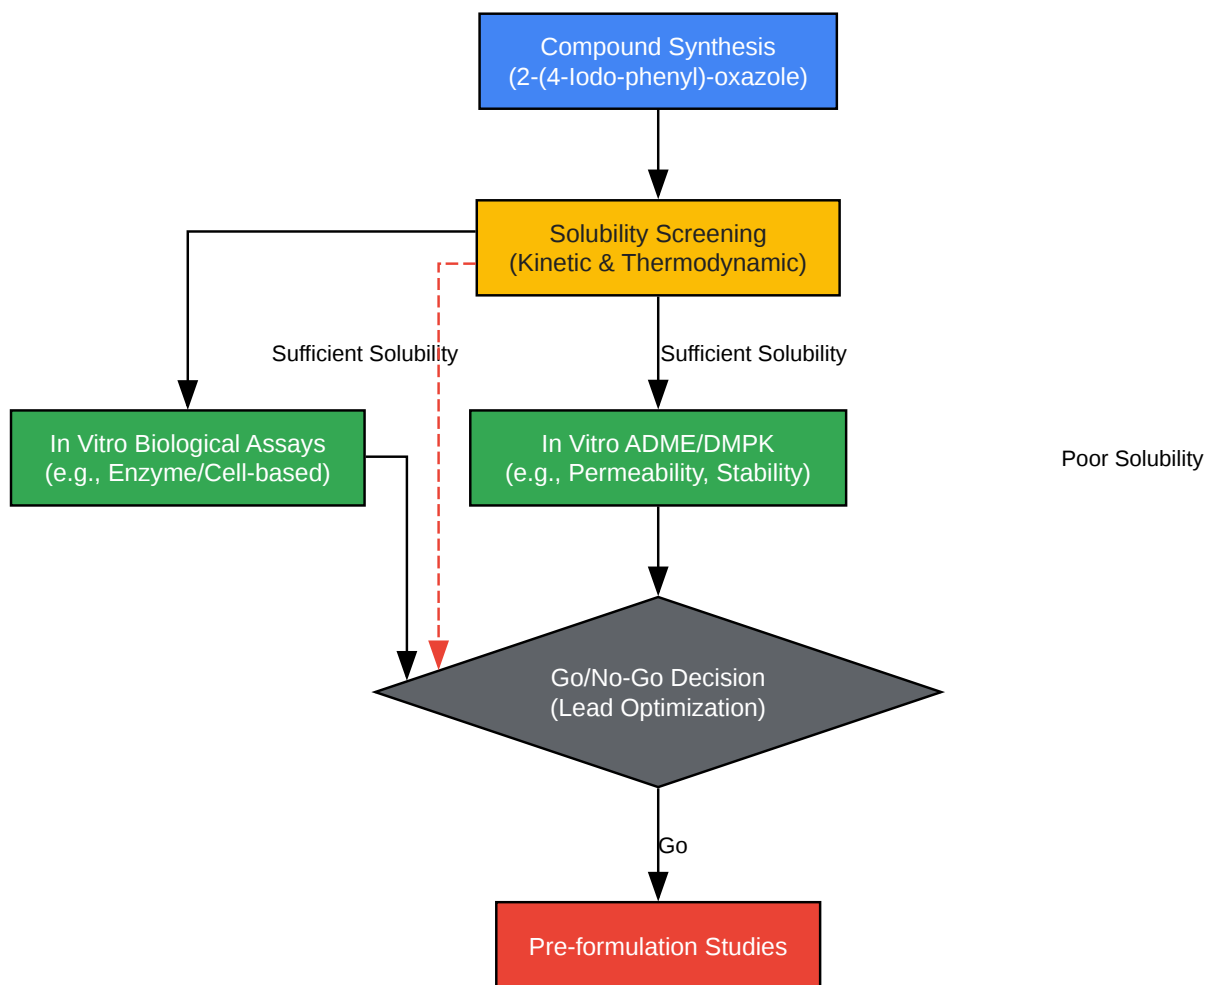 Compound Synthesis
(2-(4-Iodo-phenyl)-oxazole)
Solubility Screening
(Kinetic & Thermodynamic)
Sufficient Solubility
Sufficient Solubility
In Vitro Biological Assays
(e.g., Enzyme/Cell-based)
In Vitro ADME/DMPK
(e.g., Permeability, Stability)
Poor Solubility
Go/No-Go Decision
(Lead Optimization)
Go
Pre-formulation Studies